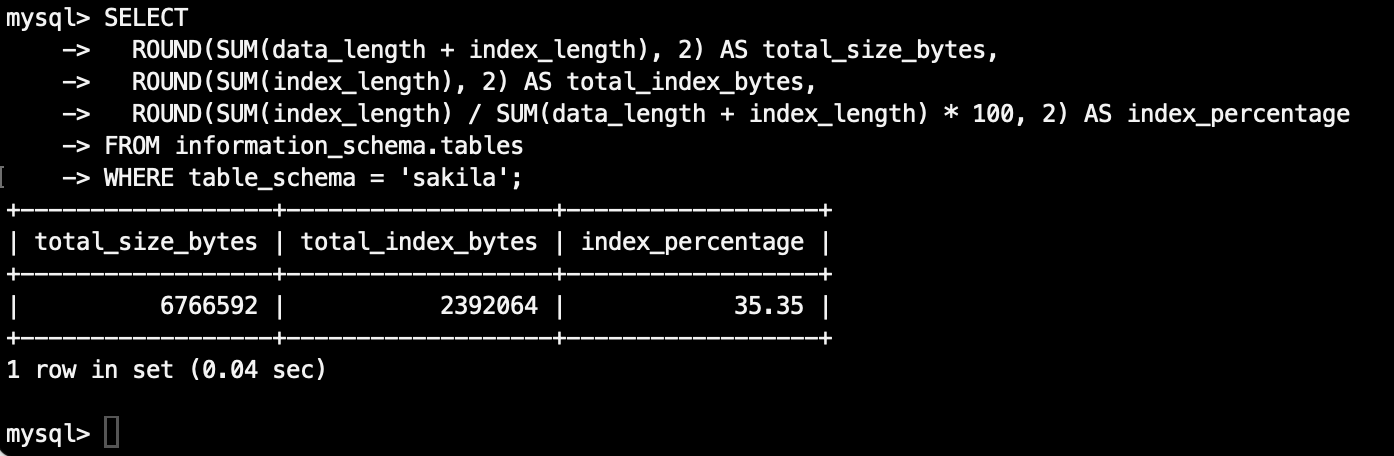 mysql> SELECT
    -> ROUND(SUM(data_length + index_length), 2) AS total_size_bytes,
    -> ROUND(SUM(index_length), 2) AS total_index_bytes,
    -> ROUND(SUM(index_length) / SUM(data_length + index_length) * 100, 2) AS index_percentage
    -> FROM information_schema.tables
    -> WHERE table_schema = 'sakila';
+------------------+-------------------+------------------+
| total_size_bytes | total_index_bytes | index_percentage |
+------------------+-------------------+------------------+
|          6766592 |           2392064 |            35.35 |
+------------------+-------------------+------------------+
1 row in set (0.04 sec)
mysql>